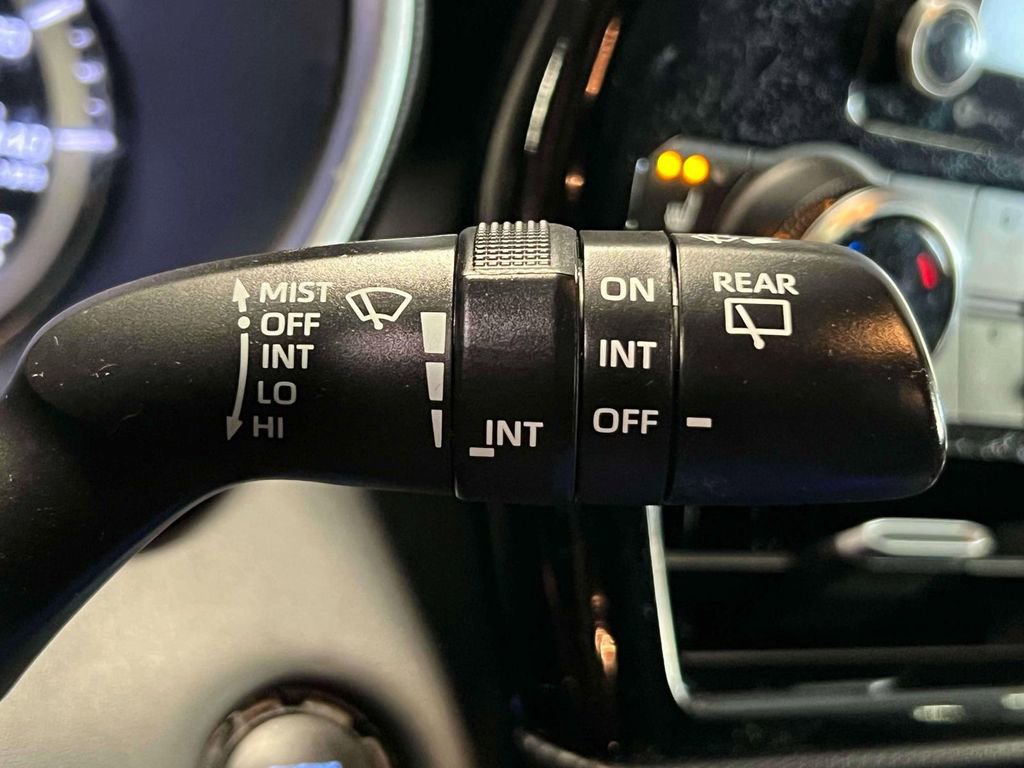 MIST
OFF
INT
LO
HI
INT
ON
INT
OFF
REAR